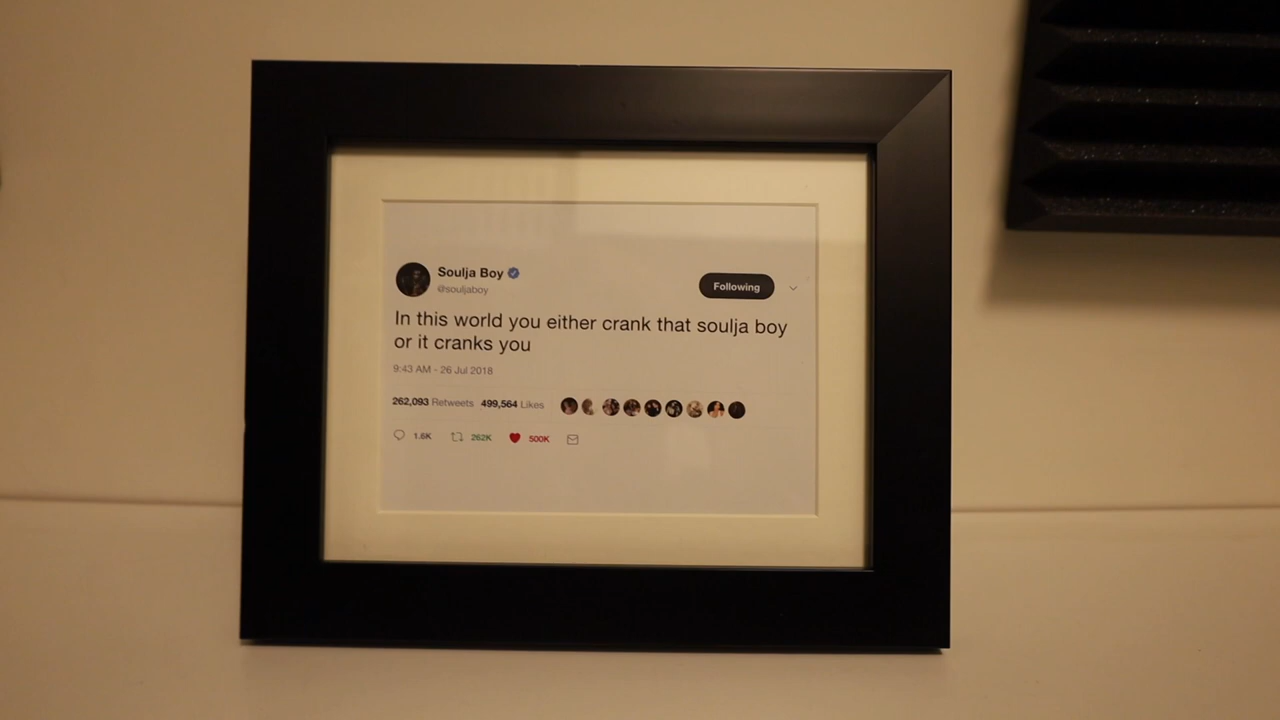 Soulja Boy
@souljaboy
Following
In this world you either crank that soulja boy
or it cranks you
9:43 AM - 26 Jul 2018
262,093 Retweets 499,564 Likes
1.6K 262K 500K